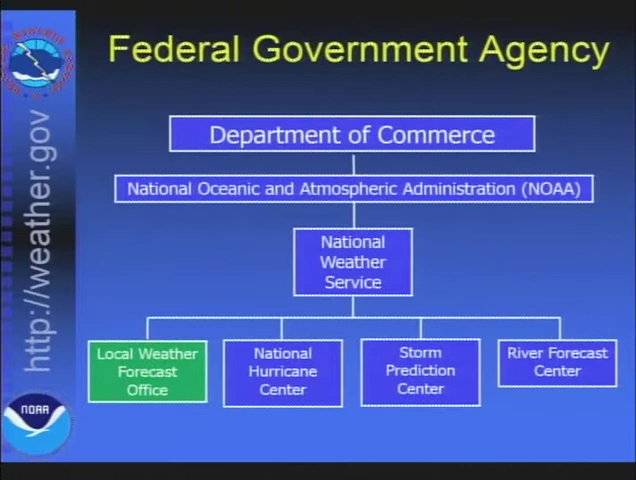 Federal Government Agency
http://weather.gov
Department of Commerce
National Oceanic and Atmospheric Administration (NOAA)
National
Weather
Service
Local Weather
Forecast
Office
National
Hurricane
Center
Storm
Prediction
Center
River Forecast
Center
NOAA